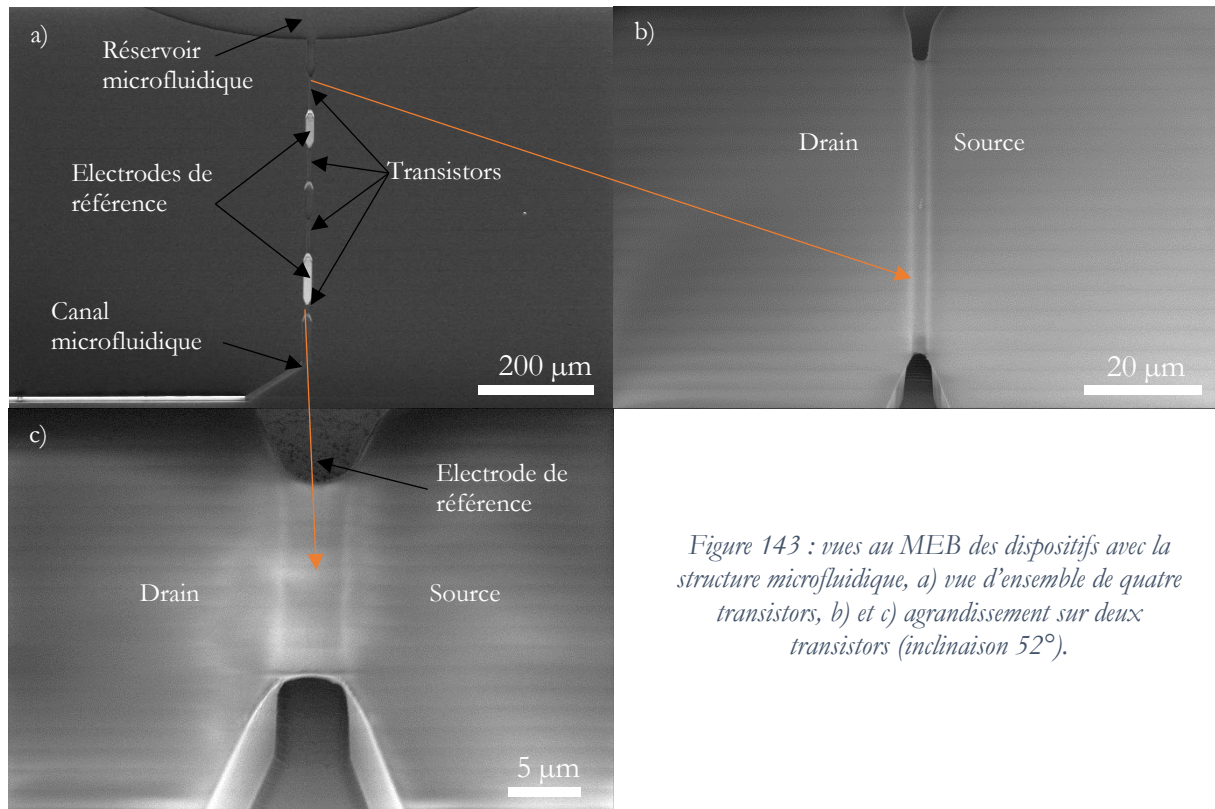 a)
Réservoir
microfluidique
Electrodes de
référence
Transistors
Canal
microfluidique
200 µm
b)
Drain
Source
20 µm
c)
Electrode de
référence
Drain
Source
5 µm
Figure 143 : vues au MEB des dispositifs avec la
structure microfluidique, a) vue d'ensemble de quatre
transistors, b) et c) agrandissement sur deux
transistors (inclinaison 52°).